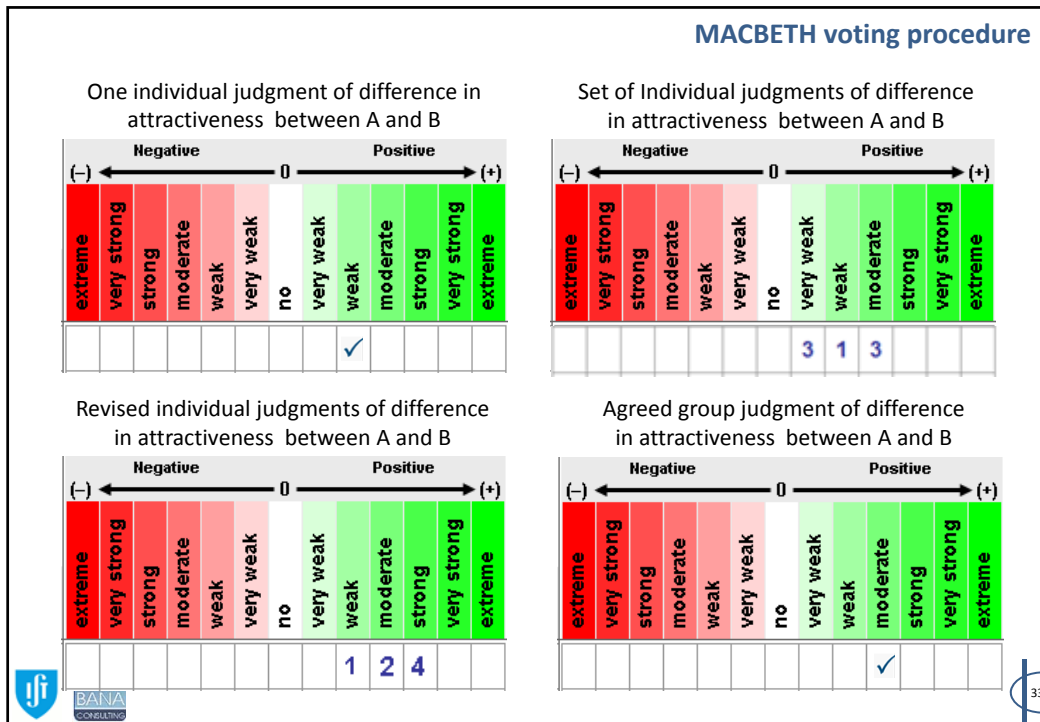 MACBETH voting procedure
One individual judgment of difference in
attractiveness between A and B
Negative Positive
(–) 0 (+)
extreme very strong strong moderate weak very weak no very weak weak moderate strong very strong extreme
✓
Set of Individual judgments of difference
in attractiveness between A and B
Negative Positive
(–) 0 (+)
extreme very strong strong moderate weak very weak no very weak weak moderate strong very strong extreme
3 1 3
Revised individual judgments of difference
in attractiveness between A and B
Negative Positive
(–) 0 (+)
extreme very strong strong moderate weak very weak no very weak weak moderate strong very strong extreme
1 2 4
Agreed group judgment of difference
in attractiveness between A and B
Negative Positive
(–) 0 (+)
extreme very strong strong moderate weak very weak no very weak weak moderate strong very strong extreme
✓
BANA
CONSULTING
33